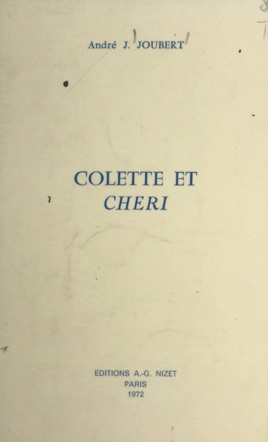 André J. JOUBERT
COLETTE ET
CHERI
EDITIONS A.-G. NIZET
PARIS
1972